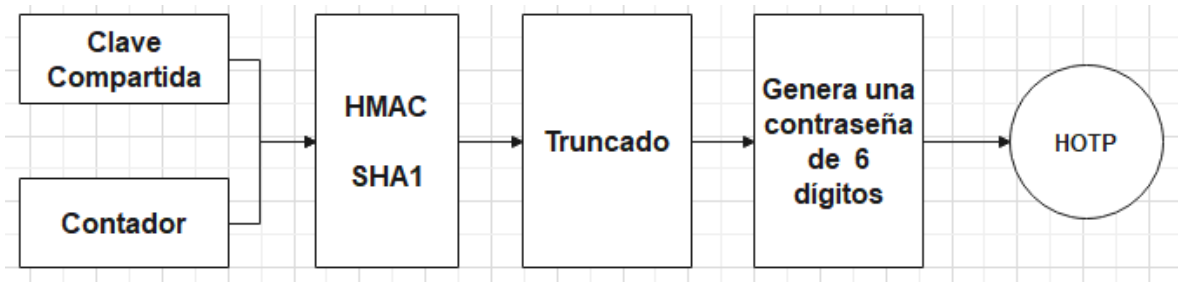 Clave
Compartida
Contador
HMAC
SHA1
Truncado
Genera una
contraseña
de 6
dígitos
HOTP